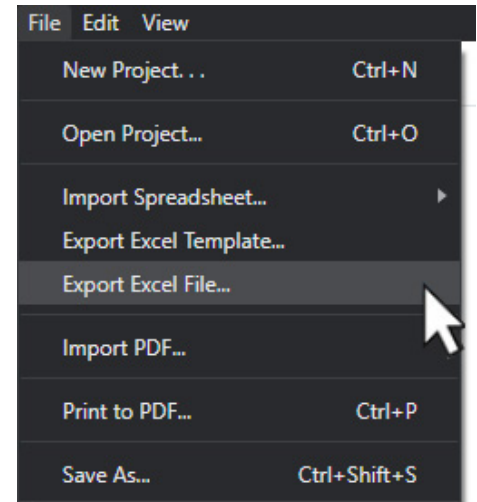 File Edit View
New Project. . . Ctrl+N
Open Project... Ctrl+O
Import Spreadsheet...
Export Excel Template...
Export Excel File...
Import PDF...
Print to PDF... Ctrl+P
Save As... Ctrl+Shift+S